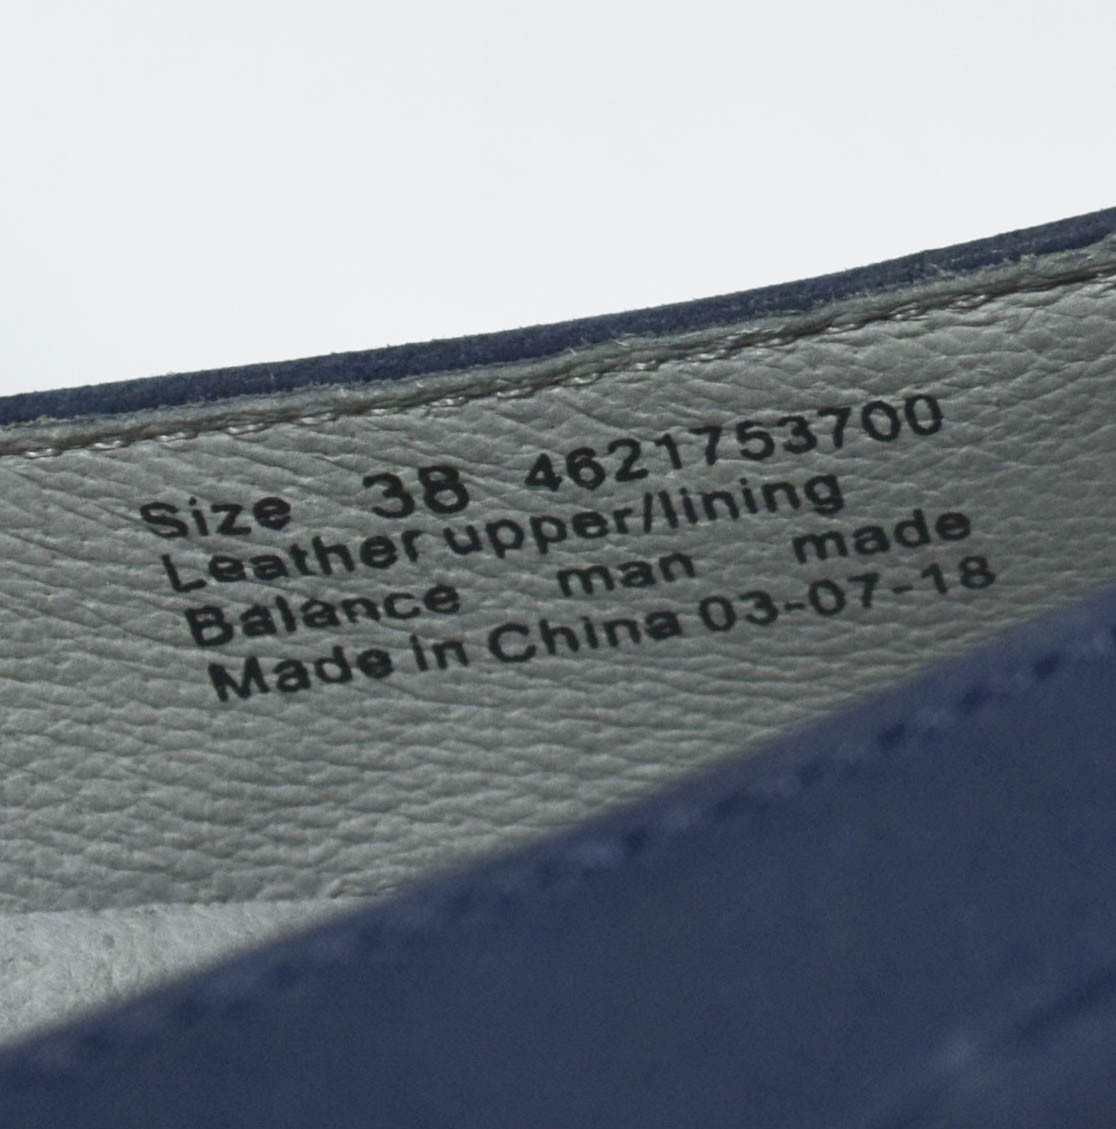 Size 38 4621753700
Leather upper/lining
Balance man made
Made in China 03-07-18